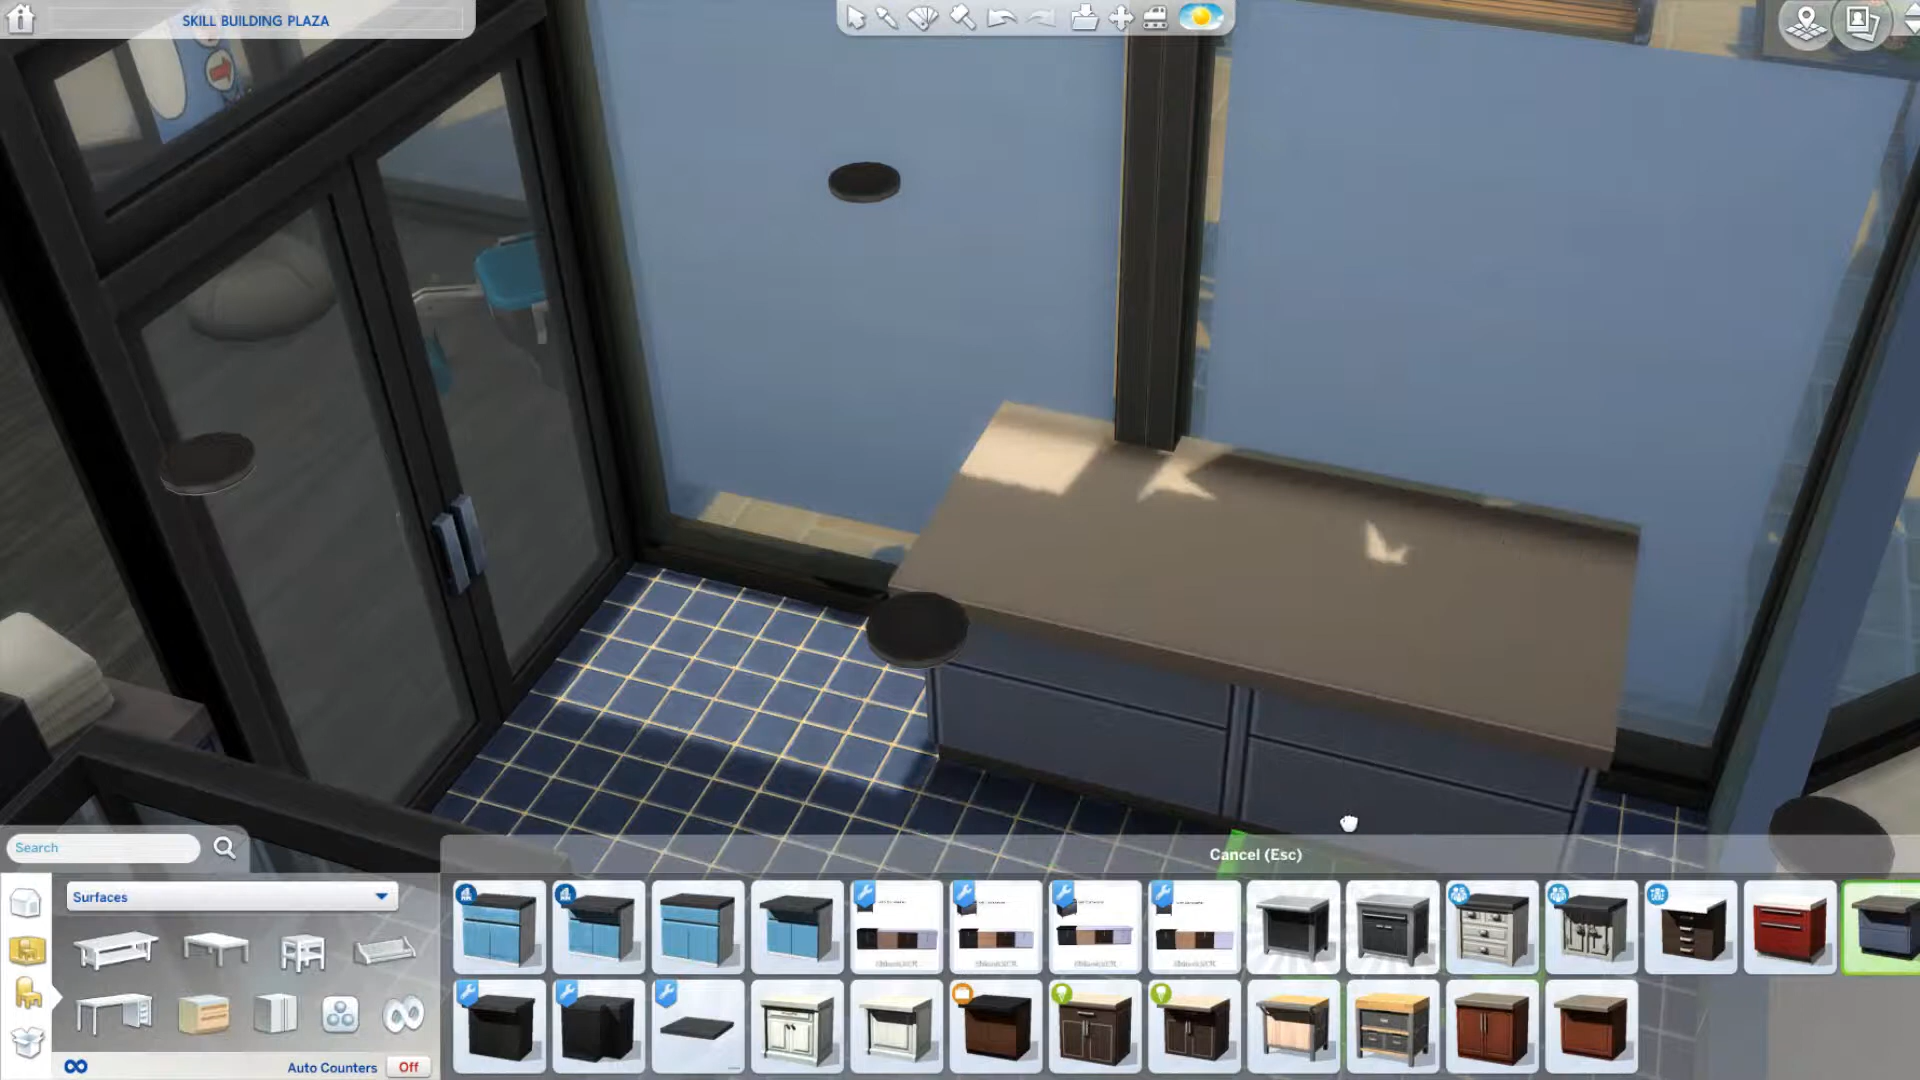 SKILL BUILDING PLAZA
Cancel (Esc)
Search
Surfaces
Auto Counters
Off